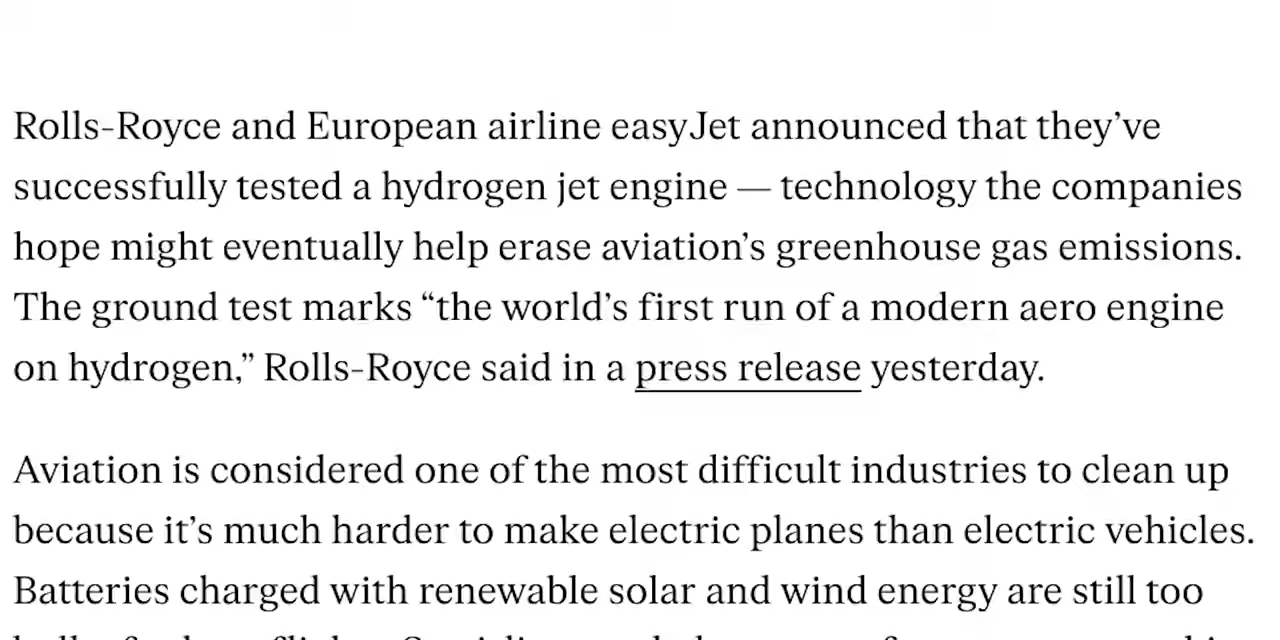 Rolls-Royce and European airline easyJet announced that they’ve
successfully tested a hydrogen jet engine — technology the companies
hope might eventually help erase aviation’s greenhouse gas emissions.
The ground test marks “the world’s first run of a modern aero engine
on hydrogen,” Rolls-Royce said in a press release yesterday.
Aviation is considered one of the most difficult industries to clean up
because it’s much harder to make electric planes than electric vehicles.
Batteries charged with renewable solar and wind energy are still too